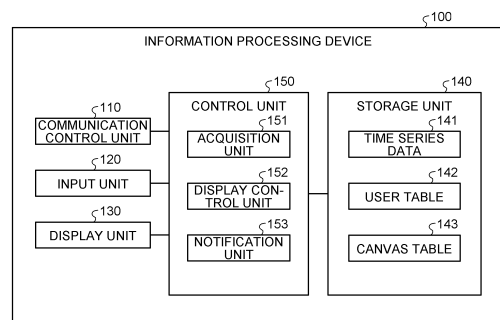 100
INFORMATION PROCESSING DEVICE
110
COMMUNICATION
CONTROL UNIT
120
INPUT UNIT
130
DISPLAY UNIT
150
CONTROL UNIT
151
ACQUISITION
UNIT
152
DISPLAY CON-
TROL UNIT
153
NOTIFICATION
UNIT
140
STORAGE UNIT
141
TIME SERIES
DATA
142
USER TABLE
143
CANVAS TABLE